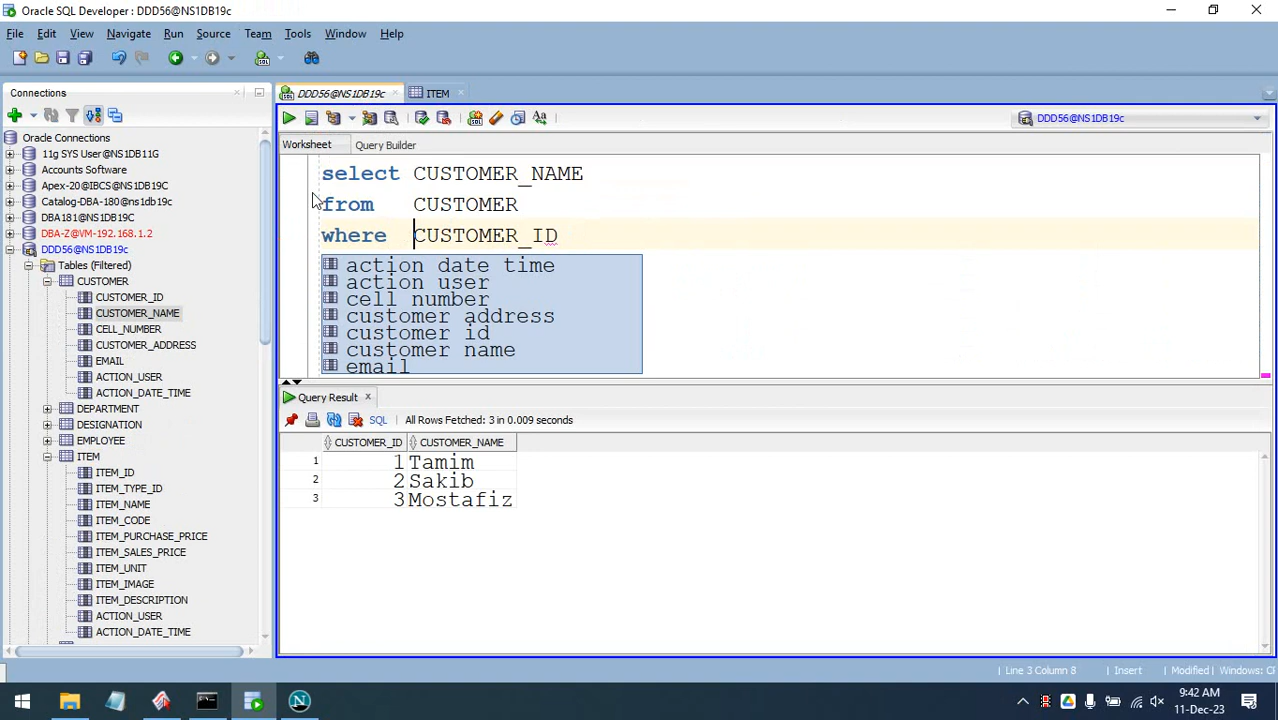 Oracle SQL Developer: DDD56@NS1DB19c
File Edit View Navigate Run Source Team Tools Window Help
Connections
Oracle Connections
11g SYS User@NS1DB11G
Accounts Software
Apex-20@IBCS@NS1DB19C
Catalog-DBA-180@ns1db19c
DBA181@NS1DB19C
DBA-Z@VM-192.168.1.2
DDD56@NS1DB19c
Tables (Filtered)
CUSTOMER
CUSTOMER_ID
CUSTOMER_NAME
CELL_NUMBER
CUSTOMER_ADDRESS
EMAIL
ACTION_USER
ACTION_DATE_TIME
DEPARTMENT
DESIGNATION
EMPLOYEE
ITEM
ITEM_ID
ITEM_TYPE_ID
ITEM_NAME
ITEM_CODE
ITEM_PURCHASE_PRICE
ITEM_SALES_PRICE
ITEM_UNIT
ITEM_IMAGE
ITEM_DESCRIPTION
ACTION_USER
ACTION_DATE_TIME
DDD56@NS1DB19c ITEM
DDD56@NS1DB19c
Worksheet Query Builder
select CUSTOMER_NAME
from CUSTOMER
where CUSTOMER_ID
action date time
action user
cell number
customer address
customer id
customer name
email
Query Result
SQL All Rows Fetched: 3 in 0.009 seconds
CUSTOMER_ID CUSTOMER_NAME
1 1 Tamim
2 2 Sakib
3 3 Mostafiz
Line 3 Column 8 Insert Modified Windows: CF
9:42 AM
11-Dec-23